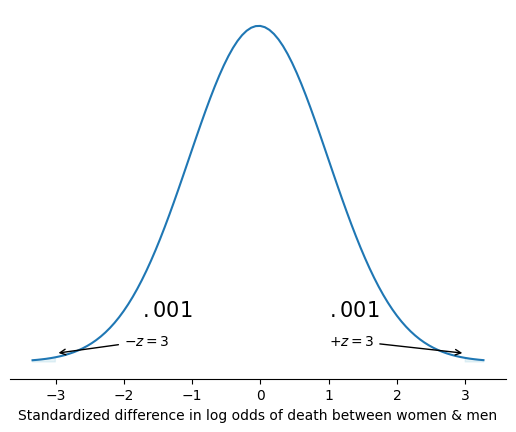 .001 .001
−z = 3 +z = 3
−3 −2 −1 0 1 2 3
Standardized difference in log odds of death between women & men